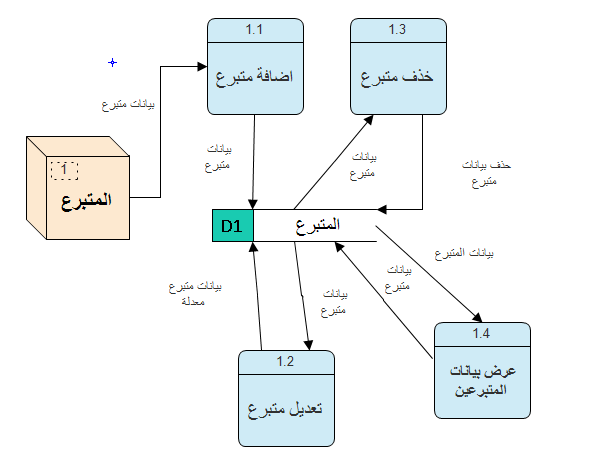 1.1
اضافة متبرع
1.3
خذف متبرع
بيانات متبرع
1
المتبرع
بيانات
متبرع
بيانات
متبرع
حذف بيانات
متبرع
D1
المتبرع
بيانات المتبرع
بيانات متبرع
معدلة
بيانات
متبرع
بيانات
متبرع
1.2
تعديل متبرع
1.4
عرض بيانات
المتبرعين